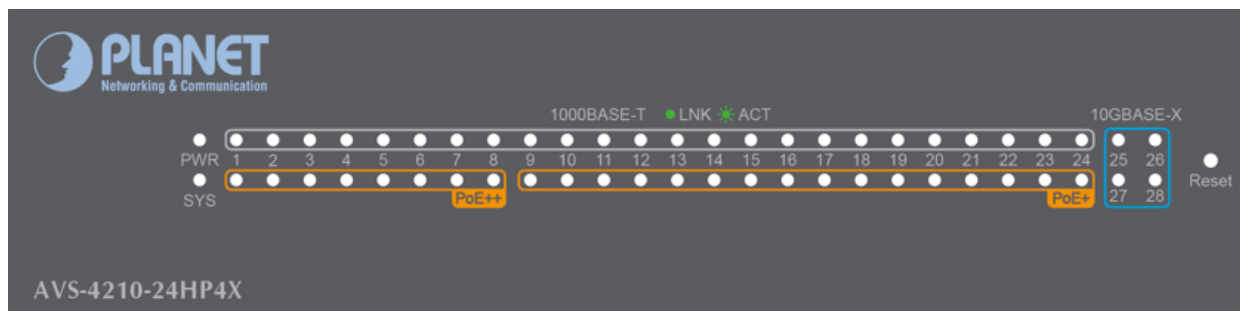 PLANET
Networking & Communication
1000BASE-T LNK ACT 10GBASE-X
PWR 1 2 3 4 5 6 7 8 9 10 11 12 13 14 15 16 17 18 19 20 21 22 23 24 25 26
SYS PoE++ PoE+ 27 28 Reset
AVS-4210-24HP4X